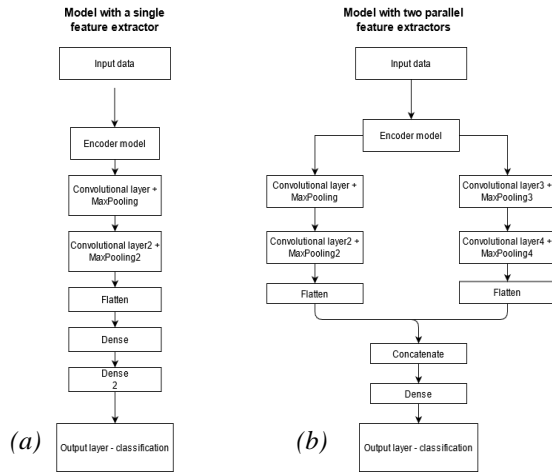 Model with a single
feature extractor
Input data
Encoder model
Convolutional layer +
MaxPooling
Convolutional layer2 +
MaxPooling2
Flatten
Dense
Dense
2
Output layer - classification
(a)
Model with two parallel
feature extractors
Input data
Encoder model
Convolutional layer +
MaxPooling
Convolutional layer3 +
MaxPooling3
Convolutional layer2 +
MaxPooling2
Convolutional layer4 +
MaxPooling4
Flatten
Flatten
Concatenate
Dense
Output layer - classification
(b)